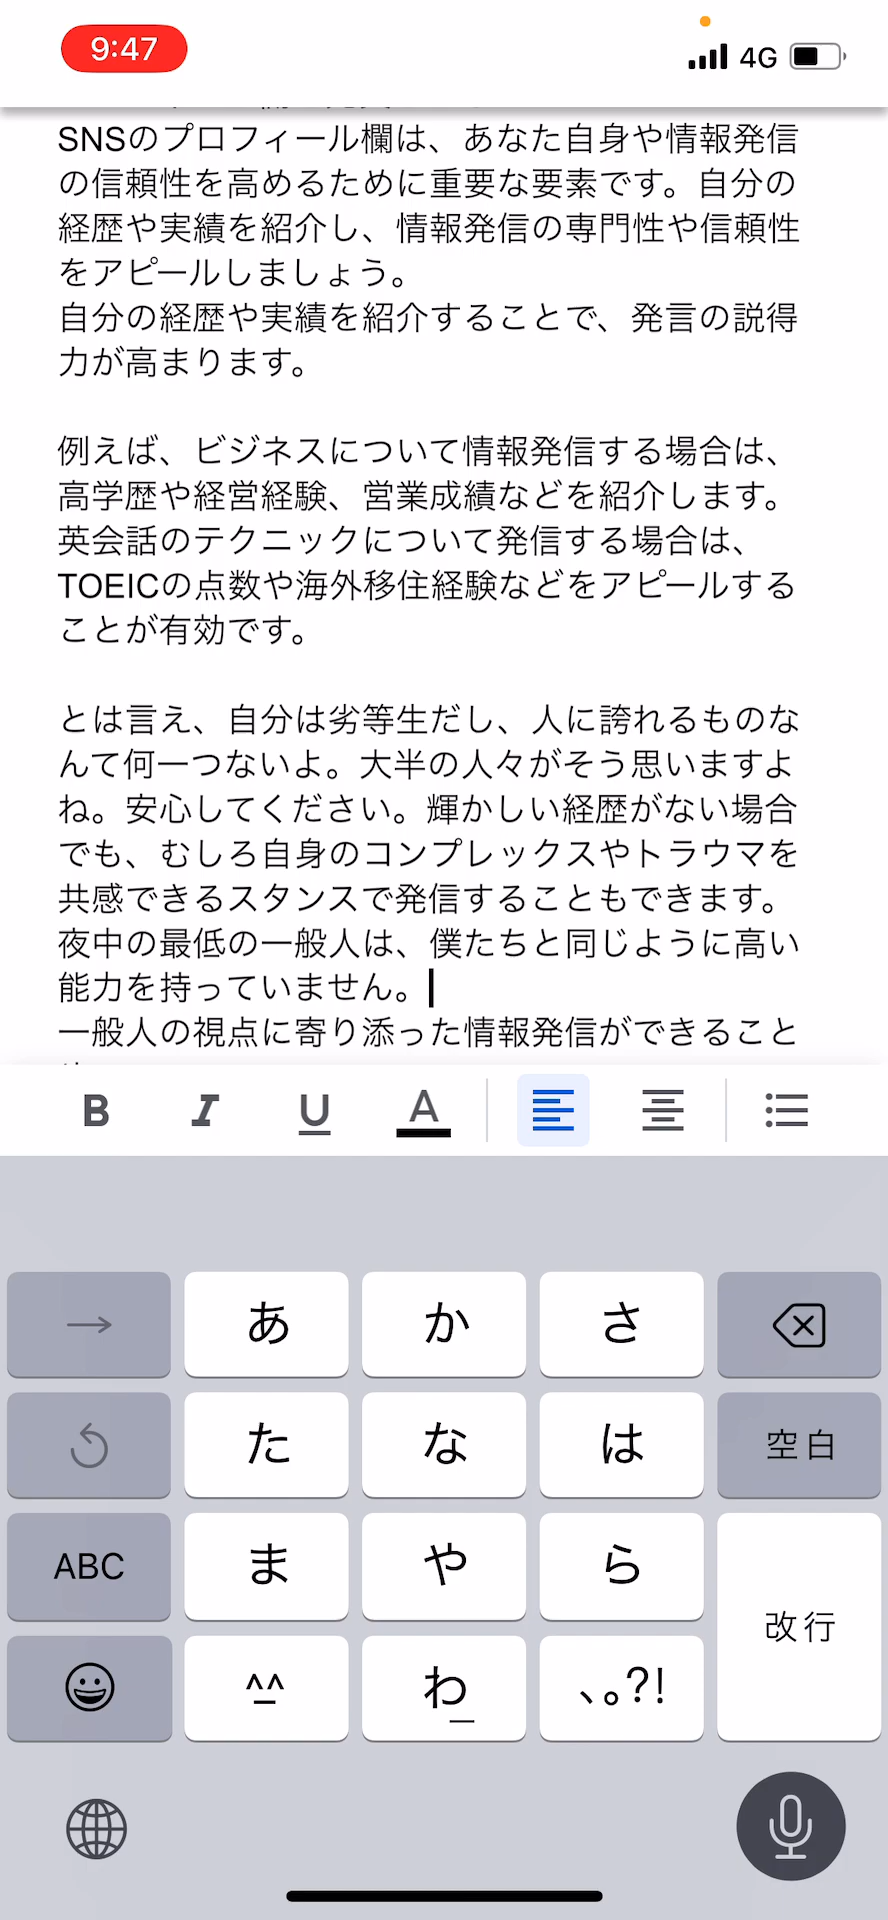 9:47
4G
SNSのプロフィール欄は、あなた自身や情報発信
の信頼性を高めるために重要な要素です。自分の
経歴や実績を紹介し、情報発信の専門性や信頼性
をアピールしましょう。
自分の経歴や実績を紹介することで、発言の説得
力が高まります。
例えば、ビジネスについて情報発信する場合は、
高学歴や経営経験、営業成績などを紹介します。
英会話のテクニックについて発信する場合は、
TOEICの点数や海外移住経験などをアピールする
ことが有効です。
とは言え、自分は劣等生だし、人に誇れるものな
んて何一つないよ。大半の人々がそう思いますよ
ね。安心してください。輝かしい経歴がない場合
でも、むしろ自身のコンプレックスやトラウマを
共感できるスタンスで発信することもできます。
夜中の最低の一般人は、僕たちと同じように高い
能力を持っていません。
一般人の視点に寄り添った情報発信ができること
B I U A
→ あ か さ
た な は 空白
ABC ま や ら 改行
^_^ わ 、。?!